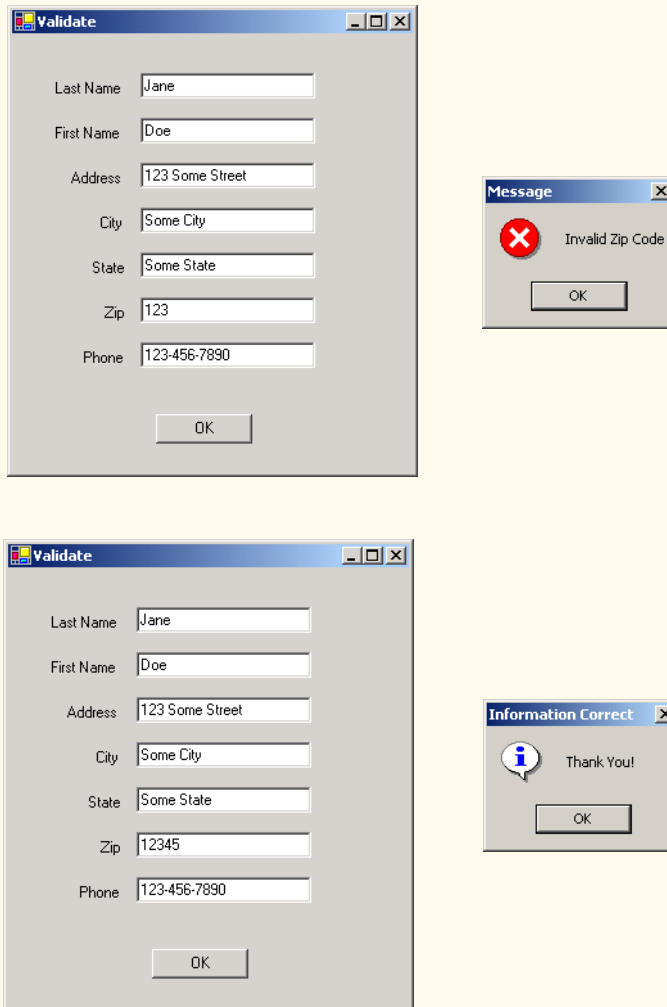 Validate
Last Name Jane
First Name Doe
Address 123 Some Street
City Some City
State Some State
Zip 123
Phone 123-456-7890
OK
Message
Invalid Zip Code
OK
Validate
Last Name Jane
First Name Doe
Address 123 Some Street
City Some City
State Some State
Zip 12345
Phone 123-456-7890
OK
Information Correct
Thank You!
OK